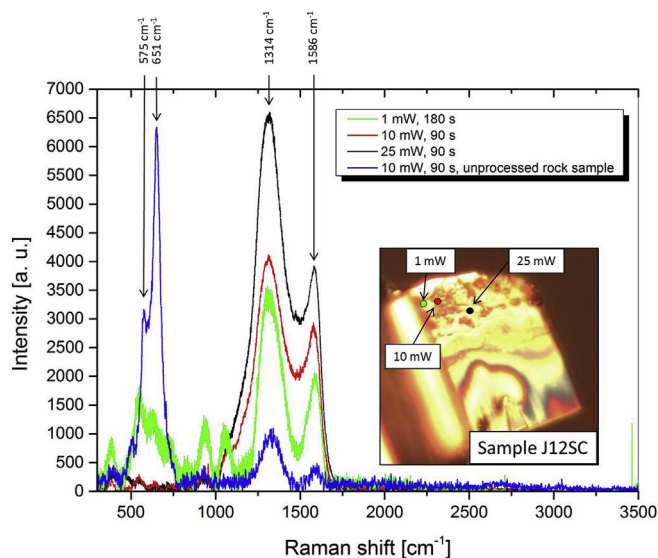 575 cm⁻¹
651 cm⁻¹
1314 cm⁻¹
1586 cm⁻¹
7000
6500
6000
5500
5000
4500
4000
3500
3000
2500
2000
1500
1000
500
0
Intensity [a. u.]
1 mW, 180 s
10 mW, 90 s
25 mW, 90 s
10 mW, 90 s, unprocessed rock sample
1 mW
25 mW
10 mW
Sample J12SC
500 1000 1500 2000 2500 3000 3500
Raman shift [cm⁻¹]